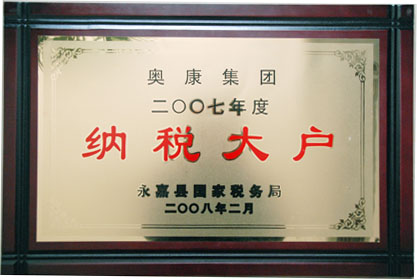 奥康集团
二〇〇七年度
纳税大户
永嘉县国家税务局
二〇〇八年二月